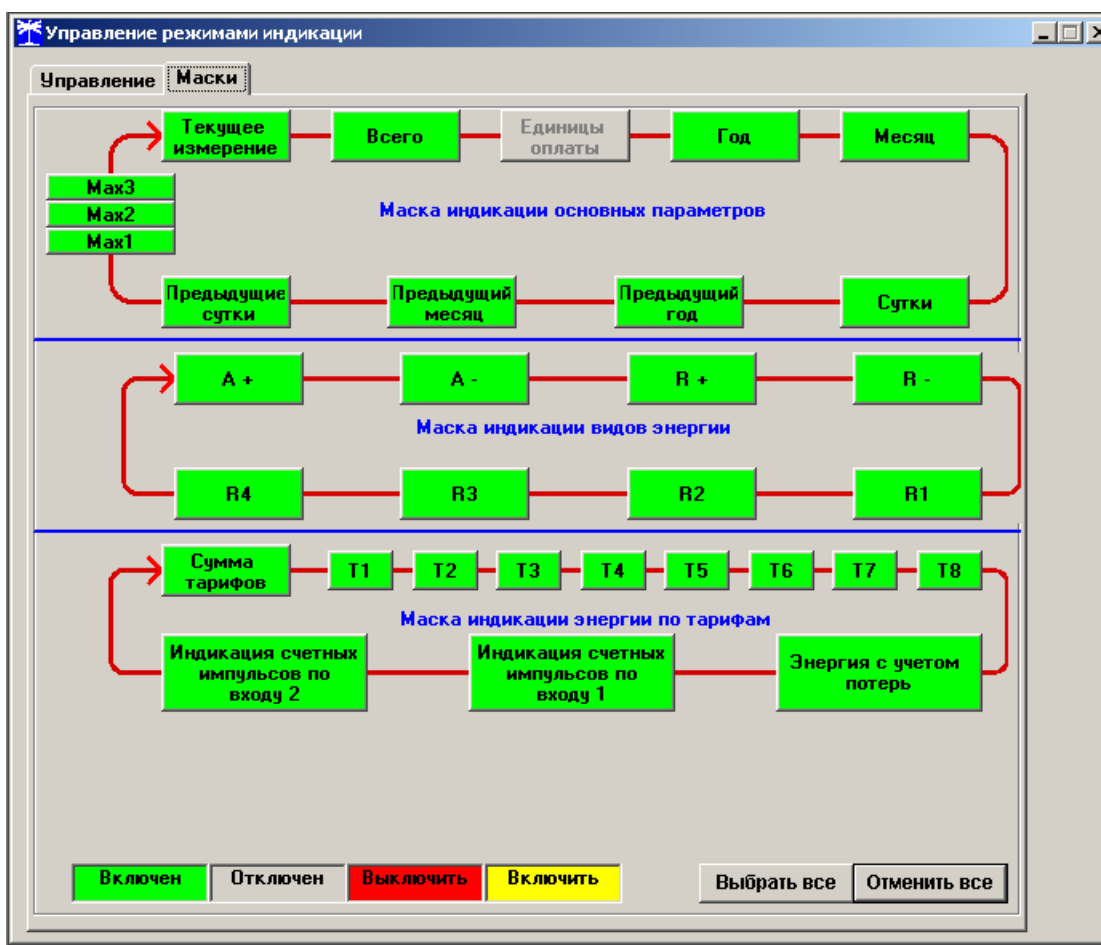 Управление режимами индикации
Управление Маски
Текущее
измерение
Всего
Единицы
оплаты
Год
Месяц
Max3
Max2
Max1
Маска индикации основных параметров
Предыдущие
сутки
Предыдущий
месяц
Предыдущий
год
Сутки
A + A - R + R -
Маска индикации видов энергии
R4 R3 R2 R1
Сумма
тарифов
T1 T2 T3 T4 T5 T6 T7 T8
Маска индикации энергии по тарифам
Индикация счетных
импульсов по
входу 2
Индикация счетных
импульсов по
входу 1
Энергия с учетом
потерь
Включен Отключен Выключить Включить Выбрать все Отменить все